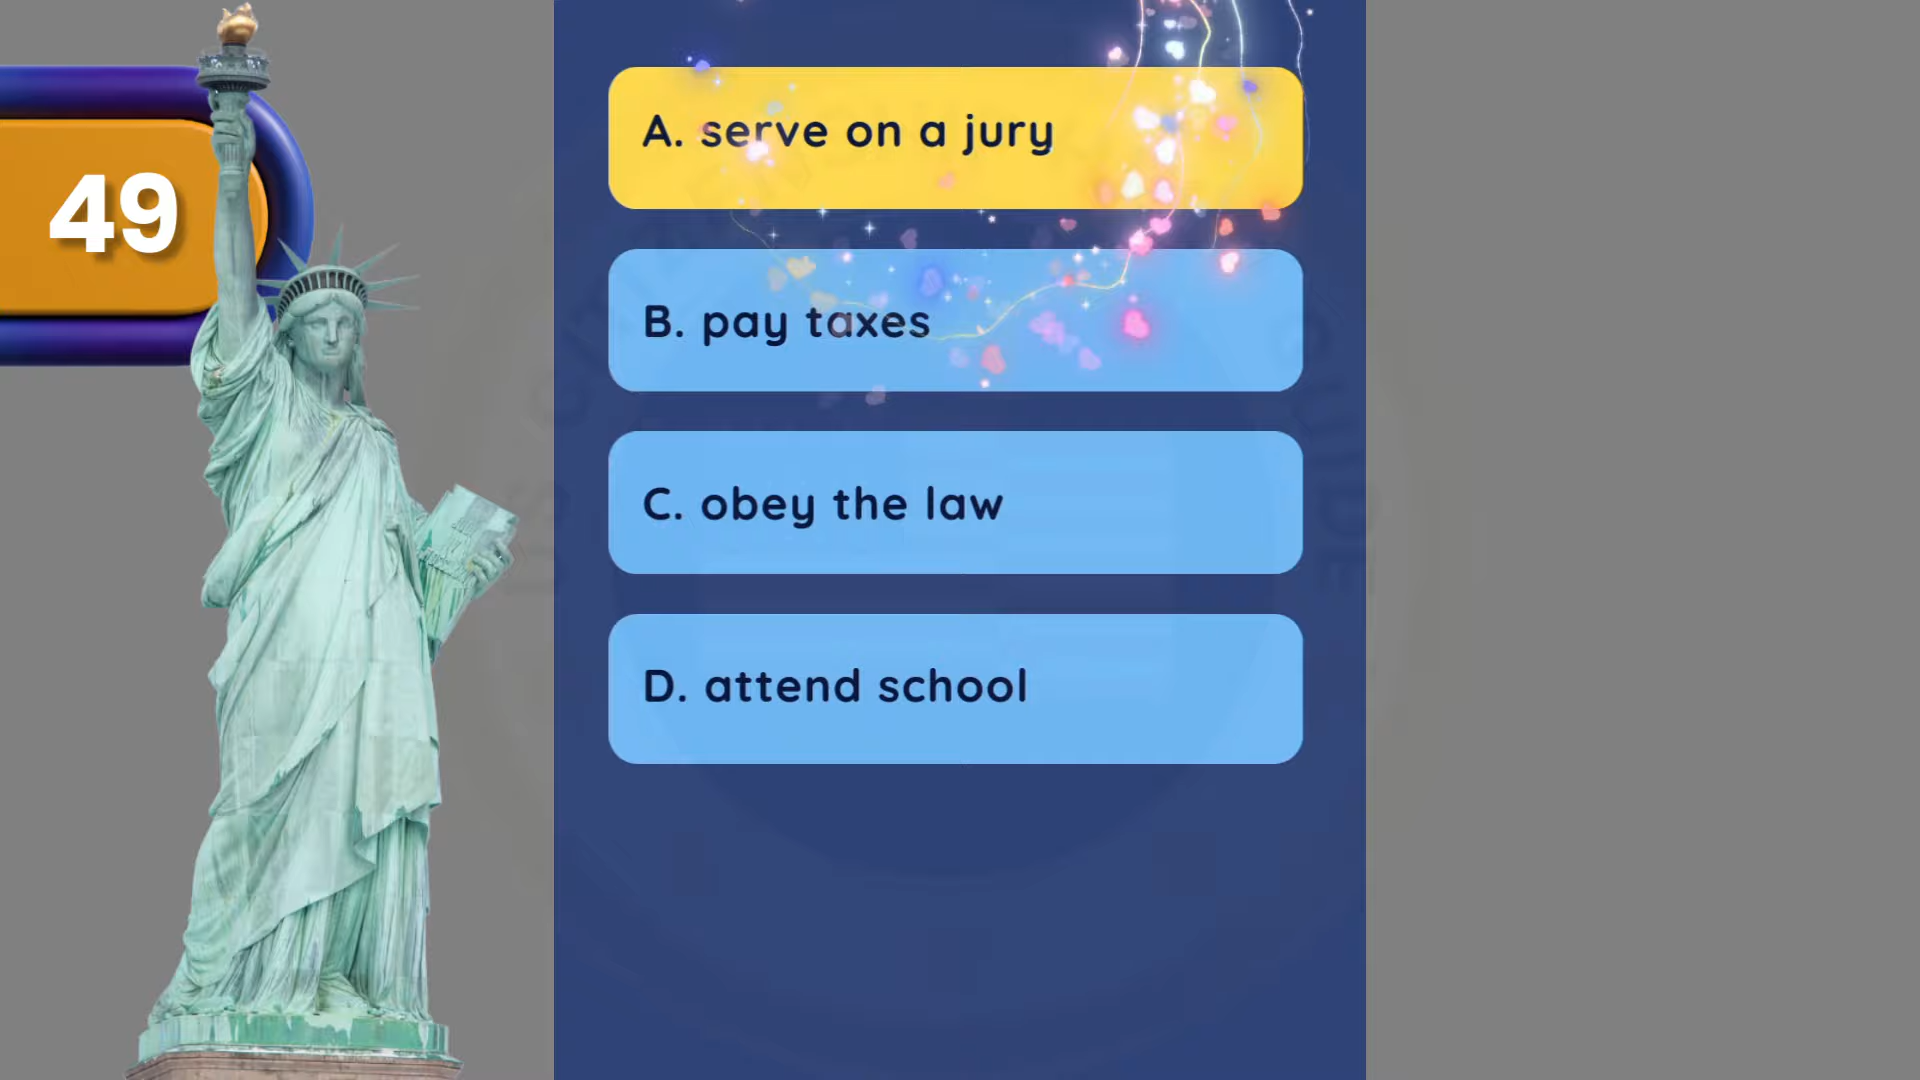 49
A. serve on a jury
B. pay taxes
C. obey the law
D. attend school